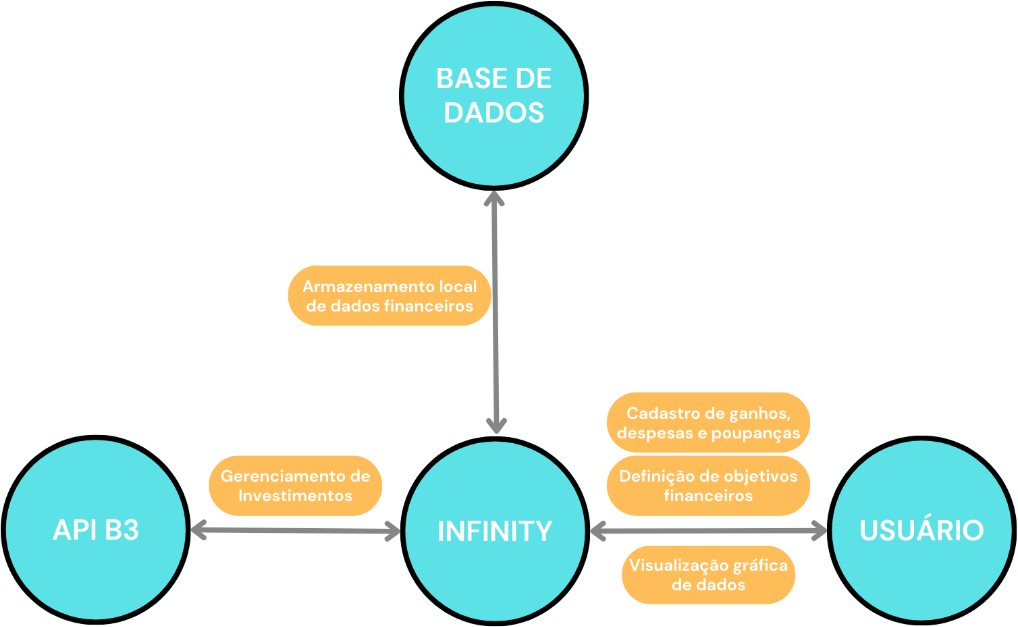 BASE DE
DADOS
Armazenamento local
de dados financeiros
Cadastro de ganhos,
despesas e poupanças
Gerenciamento de
Investimentos
Definição de objetivos
financeiros
API B3
INFINITY
USUÁRIO
Visualização gráfica
de dados